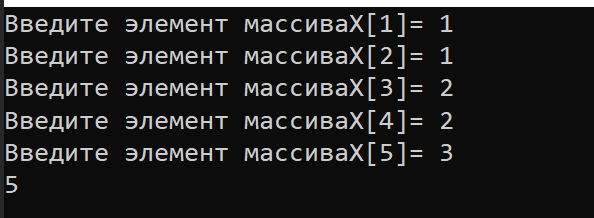 Введите элемент массиваX[1]= 1
Введите элемент массиваX[2]= 1
Введите элемент массиваX[3]= 2
Введите элемент массиваX[4]= 2
Введите элемент массиваX[5]= 3
5